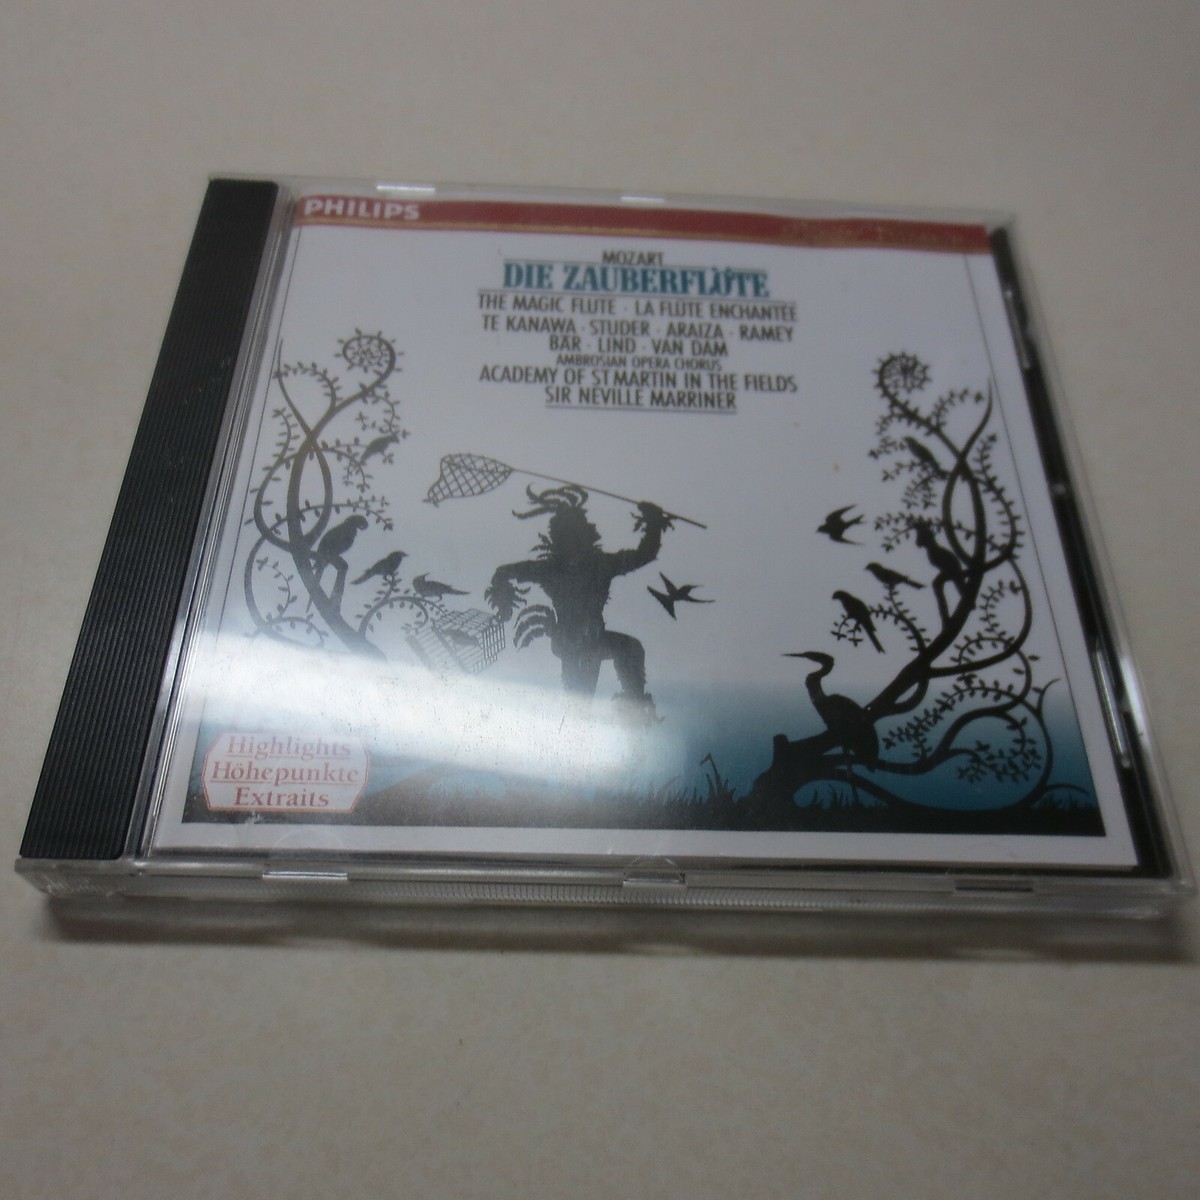 PHILIPS
MOZART
DIE ZAUBERFLÖTE
THE MAGIC FLUTE · LA FLÛTE ENCHANTÉE
TE KANAWA · STUDER · ARAIZA · RAMEY
BÄR · LIND · VAN DAM
AMBROSIAN OPERA CHORUS
ACADEMY OF ST MARTIN IN THE FIELDS
SIR NEVILLE MARRINER
Highlights
Höhepunkte
Extraits